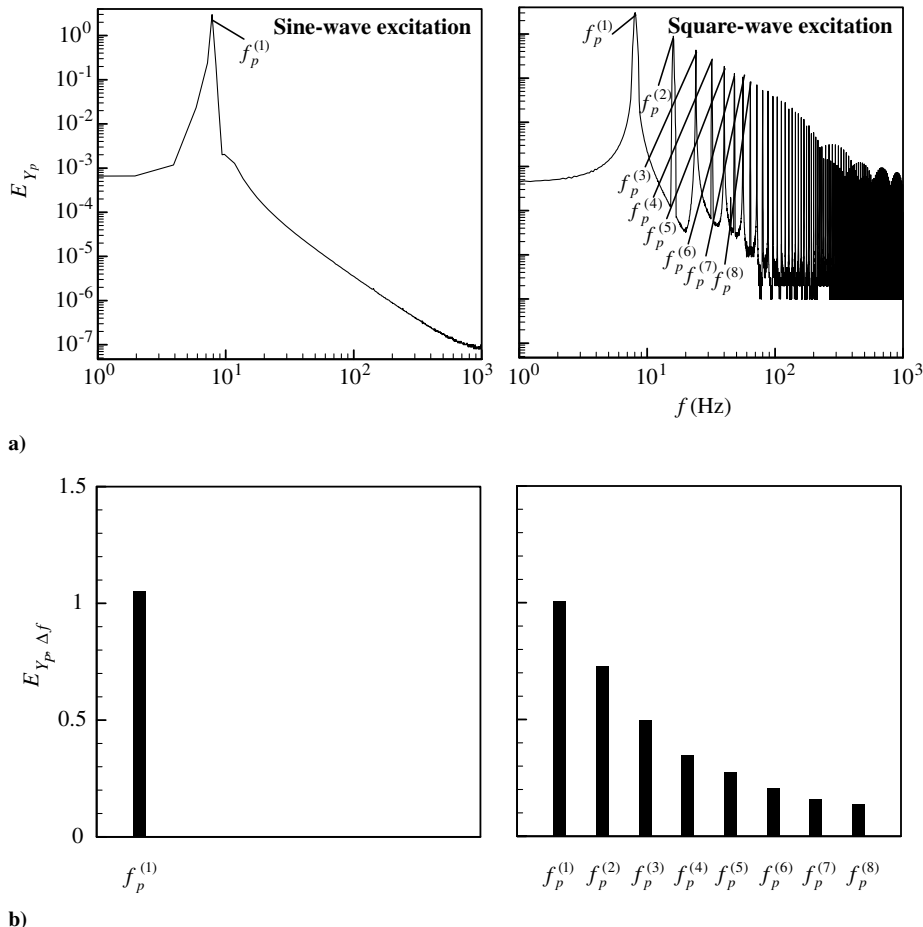 Sine-wave excitation
Square-wave excitation
10^0
10^-1
10^-2
10^-3
10^-4
10^-5
10^-6
10^-7
E_{Y_p}
f_p^(1)
10^0
10^1
10^2
10^3
f_p^(1)
f_p^(2)
f_p^(3)
f_p^(4)
f_p^(5)
f_p^(6)
f_p^(7)
f_p^(8)
10^0
10^1
10^2
10^3
f (Hz)
a)
1.5
1
0.5
0
E_{Y_p, Δf}
f_p^(1)
f_p^(1) f_p^(2) f_p^(3) f_p^(4) f_p^(5) f_p^(6) f_p^(7) f_p^(8)
b)